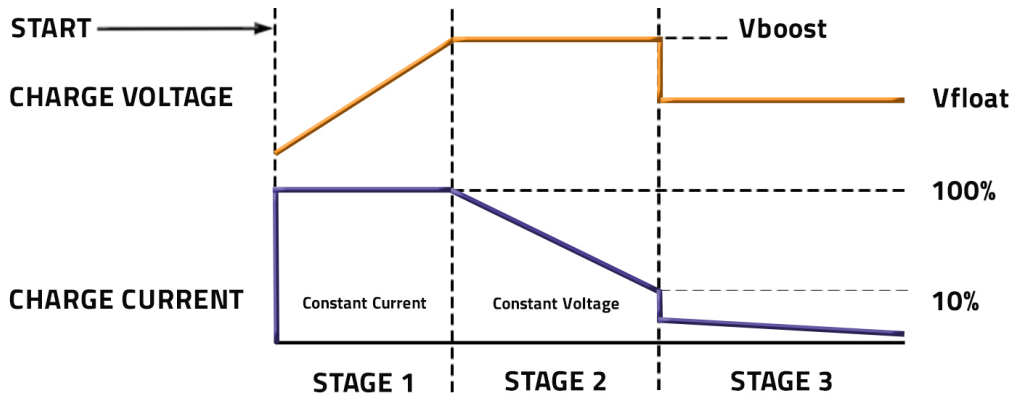 START
Vboost
CHARGE VOLTAGE
Vfloat
100%
CHARGE CURRENT
Constant Current
Constant Voltage
10%
STAGE 1
STAGE 2
STAGE 3